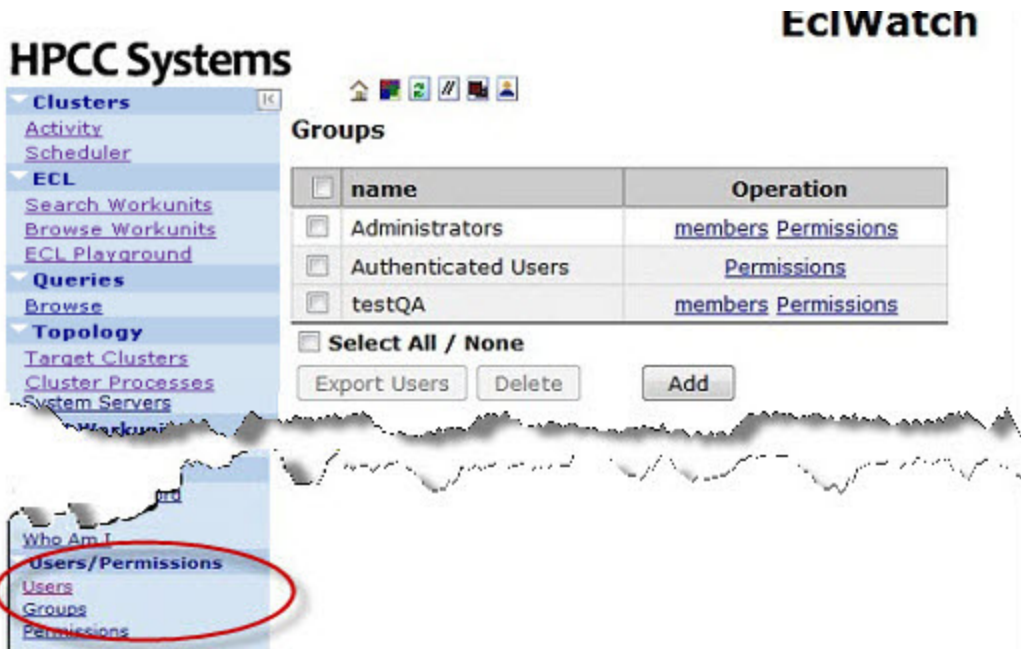 EclWatch
HPCC Systems
Clusters
Activity
Scheduler
ECL
Search Workunits
Browse Workunits
ECL Playground
Queries
Browse
Topology
Target Clusters
Cluster Processes
System Servers
Who Am I
Users/Permissions
Users
Groups
Permissions
Groups
name Operation
Administrators members Permissions
Authenticated Users Permissions
testQA members Permissions
Select All / None
Export Users Delete Add